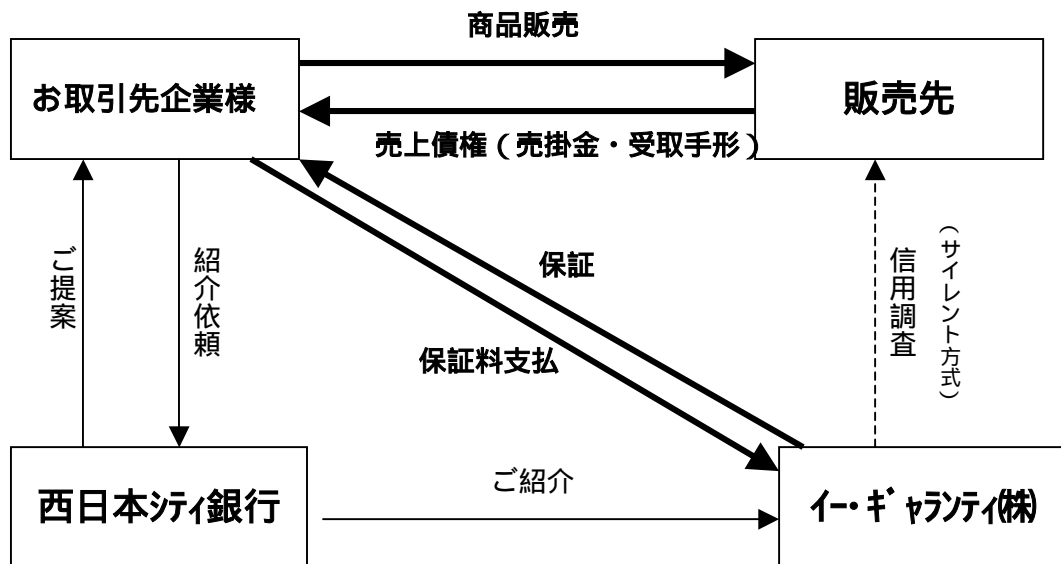 商品販売
お取引先企業様
販売先
売上債権（売掛金・受取手形）
ご提案
紹介依頼
保証
保証料支払
信用調査
（サイレント方式）
西日本ｼﾃｨ銀行
ご紹介
イー・ｷﾞｬﾗﾝﾃｨ㈱